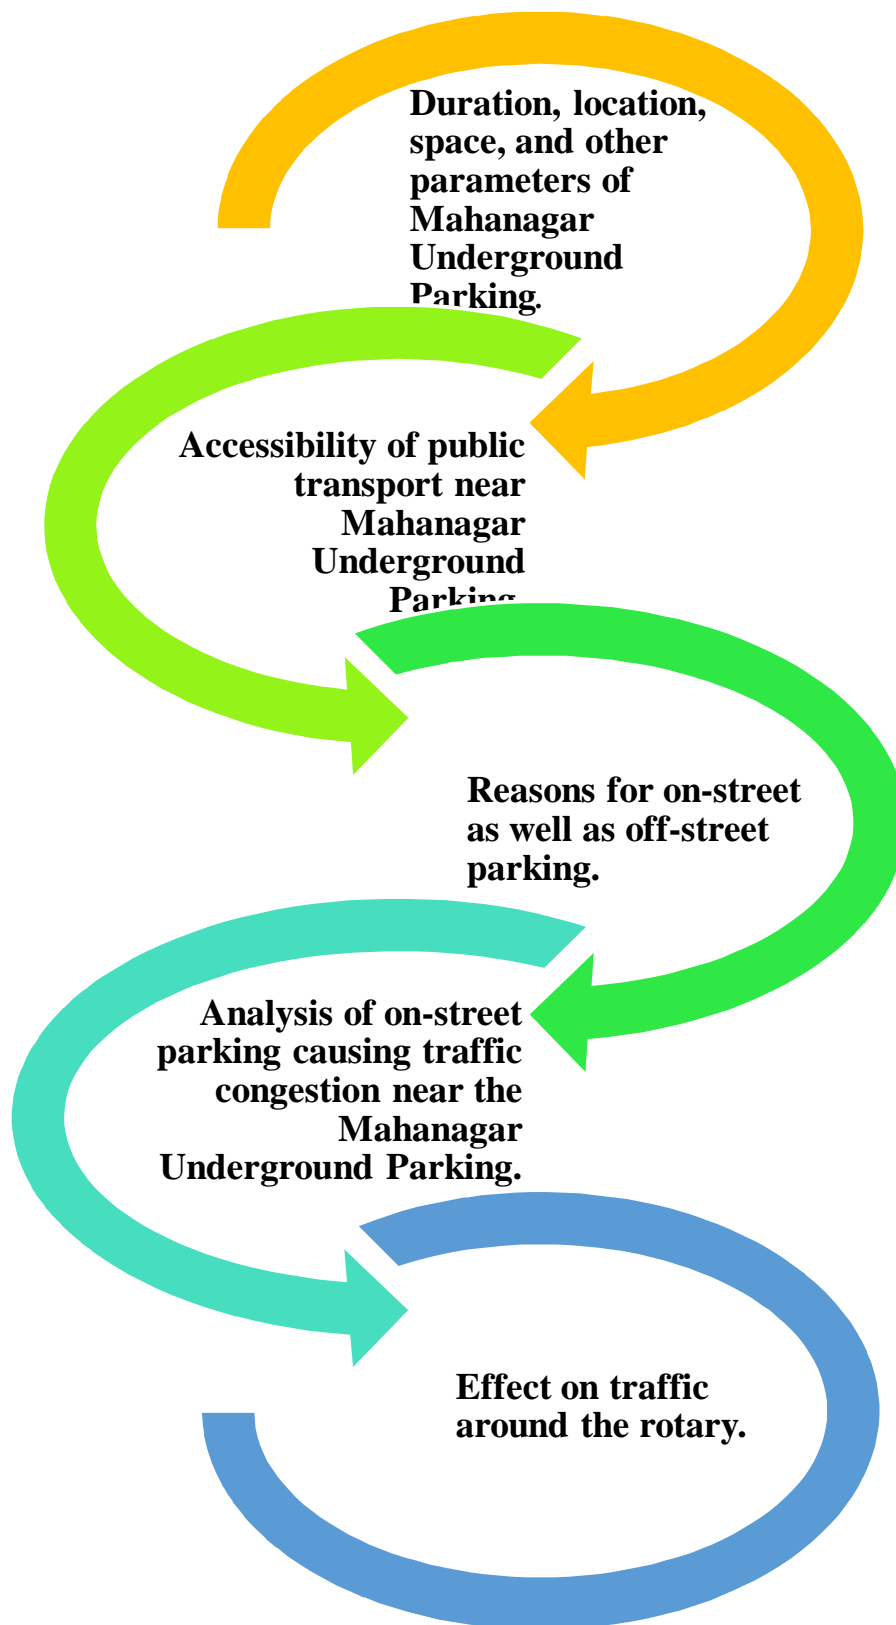 Duration, location,
space, and other
parameters of
Mahanagar
Underground
Parking.
Accessibility of public
transport near
Mahanagar
Underground
Parking.
Reasons for on-street
as well as off-street
parking.
Analysis of on-street
parking causing traffic
congestion near the
Mahanagar
Underground Parking.
Effect on traffic
around the rotary.